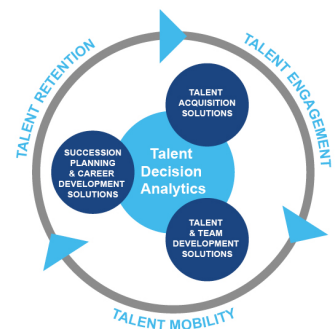 TALENT RETENTION
TALENT ENGAGEMENT
TALENT
ACQUISITION
SOLUTIONS
SUCCESSION
PLANNING
& CAREER
DEVELOPMENT
SOLUTIONS
Talent
Decision
Analytics
TALENT
& TEAM
DEVELOPMENT
SOLUTIONS
TALENT MOBILITY